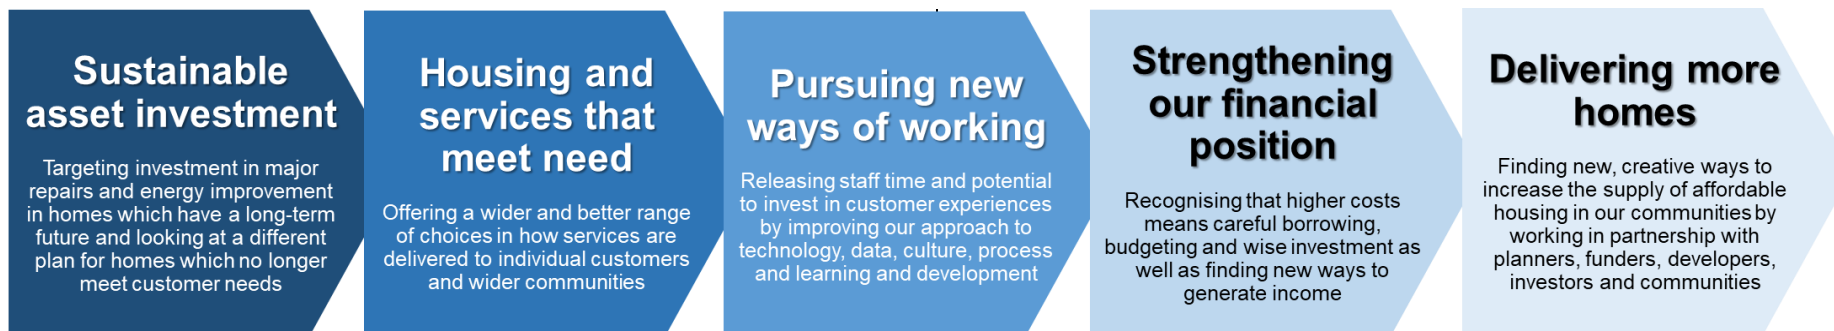 Sustainable
asset investment
Targeting investment in major
repairs and energy improvement
in homes which have a long-term
future and looking at a different
plan for homes which no longer
meet customer needs
Housing and
services that
meet need
Offering a wider and better range
of choices in how services are
delivered to individual customers
and wider communities
Pursuing new
ways of working
Releasing staff time and potential
to invest in customer experiences
by improving our approach to
technology, data, culture, process
and learning and development
Strengthening
our financial
position
Recognising that higher costs
means careful borrowing,
budgeting and wise investment as
well as finding new ways to
generate income
Delivering more
homes
Finding new, creative ways to
increase the supply of affordable
housing in our communities by
working in partnership with
planners, funders, developers,
investors and communities